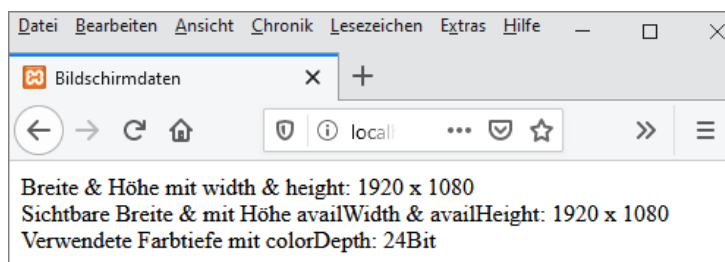 Datei Bearbeiten Ansicht Chronik Lesezeichen Extras Hilfe
Bildschirmdaten
locall
Breite & Höhe mit width & height: 1920 x 1080
Sichtbare Breite & mit Höhe availWidth & availHeight: 1920 x 1080
Verwendete Farbtiefe mit colorDepth: 24Bit